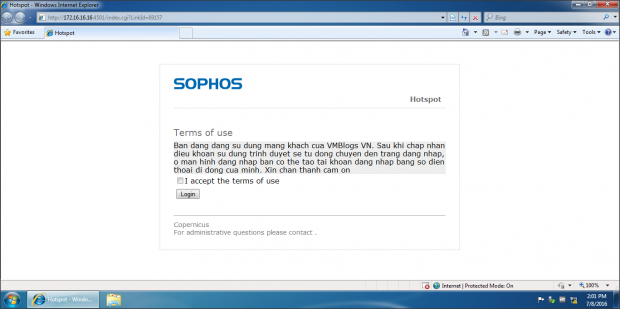 Hotspot - Windows Internet Explorer
http://172.16.16.16:4501/index.cgi?LinkId=89157
Bing
Favorites
Hotspot
Page
Safety
Tools
SOPHOS
Hotspot
Terms of use
Ban dang dang su dung mang khach cua VMBlogs VN. Sau khi chap nhan
dieu khoan su dung trinh duyet se tu dong chuyen den trang dang nhap,
o man hinh dang nhap ban co the tao tai khoan dang nhap bang so dien
thoai di dong cua minh. Xin chan thanh cam on
I accept the terms of use
Login
Copernicus
For administrative questions please contact .
Internet | Protected Mode: On
100%
Hotspot - Windo...
2:01 PM
7/8/2016